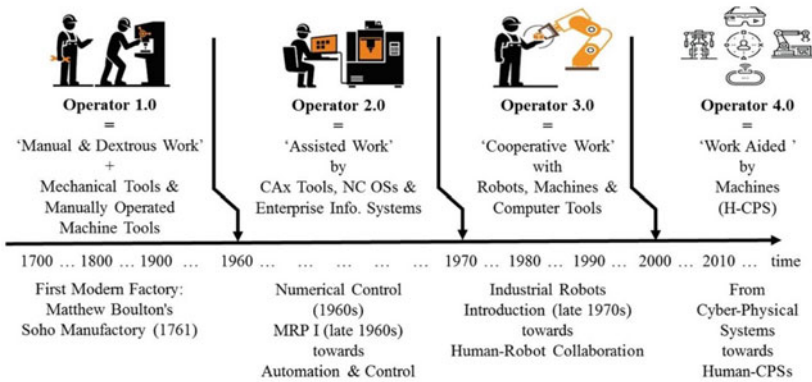 Operator 1.0
=
‘Manual & Dextrous Work’
+
Mechanical Tools &
Manually Operated
Machine Tools
Operator 2.0
=
‘Assisted Work’
by
CAx Tools, NC OSs &
Enterprise Info. Systems
Operator 3.0
=
‘Cooperative Work’
with
Robots, Machines &
Computer Tools
Operator 4.0
=
‘Work Aided ’
by
Machines
(H-CPS)
1700 … 1800 … 1900 … 1960 … … … … 1970 … 1980 … 1990 … 2000 … 2010 … time
First Modern Factory:
Matthew Boulton's
Soho Manufactory (1761)
Numerical Control
(1960s)
MRP I (late 1960s)
towards
Automation & Control
Industrial Robots
Introduction (late 1970s)
towards
Human-Robot Collaboration
From
Cyber-Physical
Systems
towards
Human-CPSs